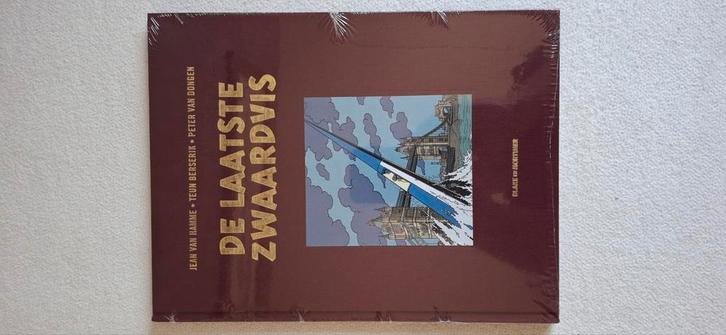 JEAN VAN HAMME • TEUN BERSERIK • PETER VAN DONGEN
DE LAATSTE
ZWAARDVIS
BLAKE EN MORTIMER